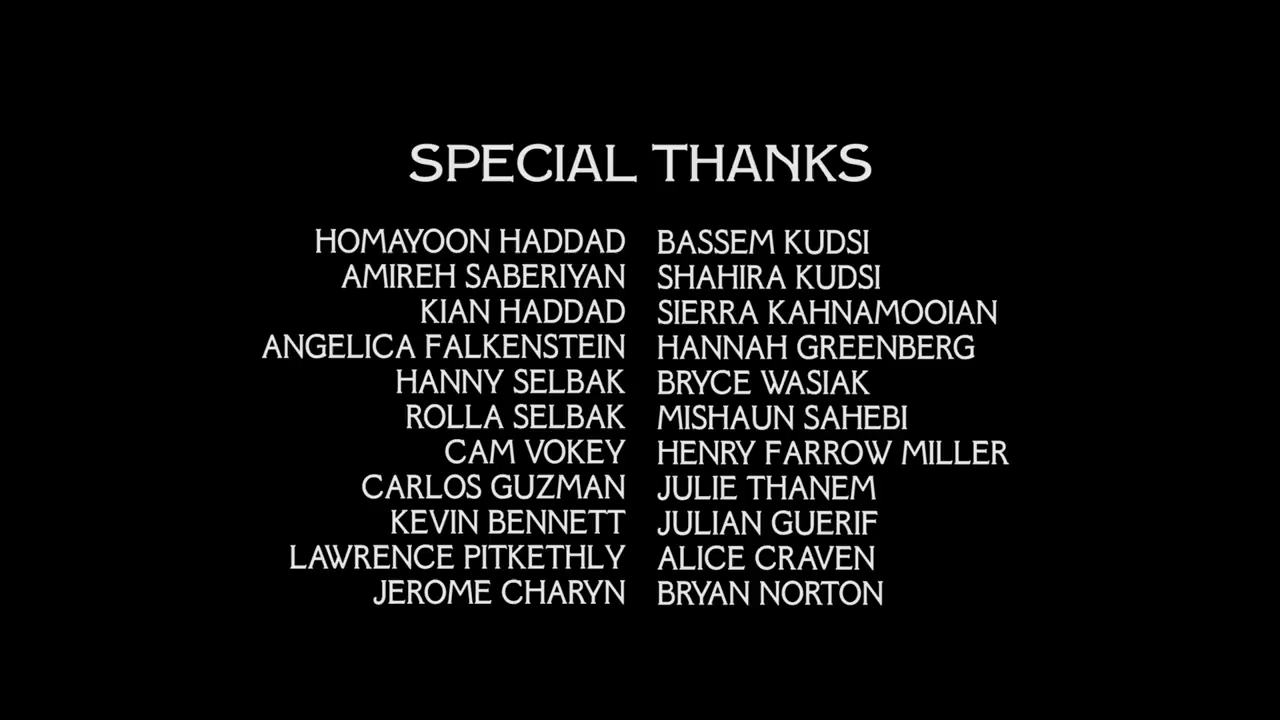 SPECIAL THANKS
HOMAYOON HADDAD BASSEM KUDSI
AMIREH SABERIYAN SHAHIRA KUDSI
KIAN HADDAD SIERRA KAHNAMOOIAN
ANGELICA FALKENSTEIN HANNAH GREENBERG
HANNY SELBAK BRYCE WASIAK
ROLLA SELBAK MISHAUN SAHEBI
CAM VOKEY HENRY FARROW MILLER
CARLOS GUZMAN JULIE THANEM
KEVIN BENNETT JULIAN GUERIF
LAWRENCE PITKETHLY ALICE CRAVEN
JEROME CHARYN BRYAN NORTON